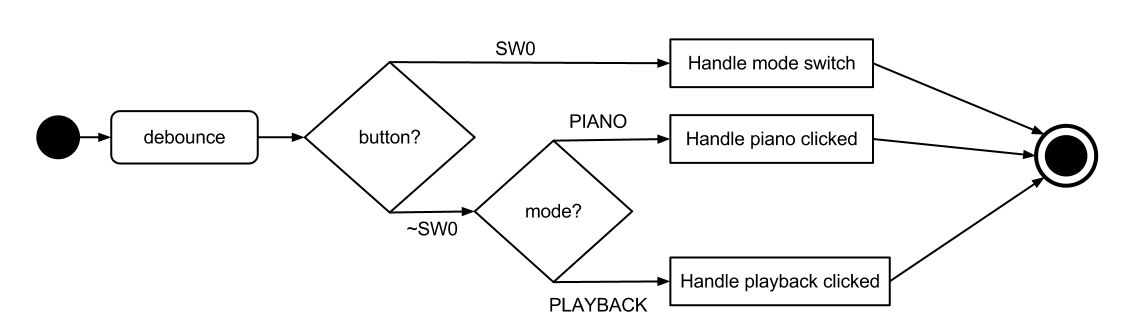 SW0
Handle mode switch
PIANO
debounce
button?
Handle piano clicked
mode?
~SW0
Handle playback clicked
PLAYBACK